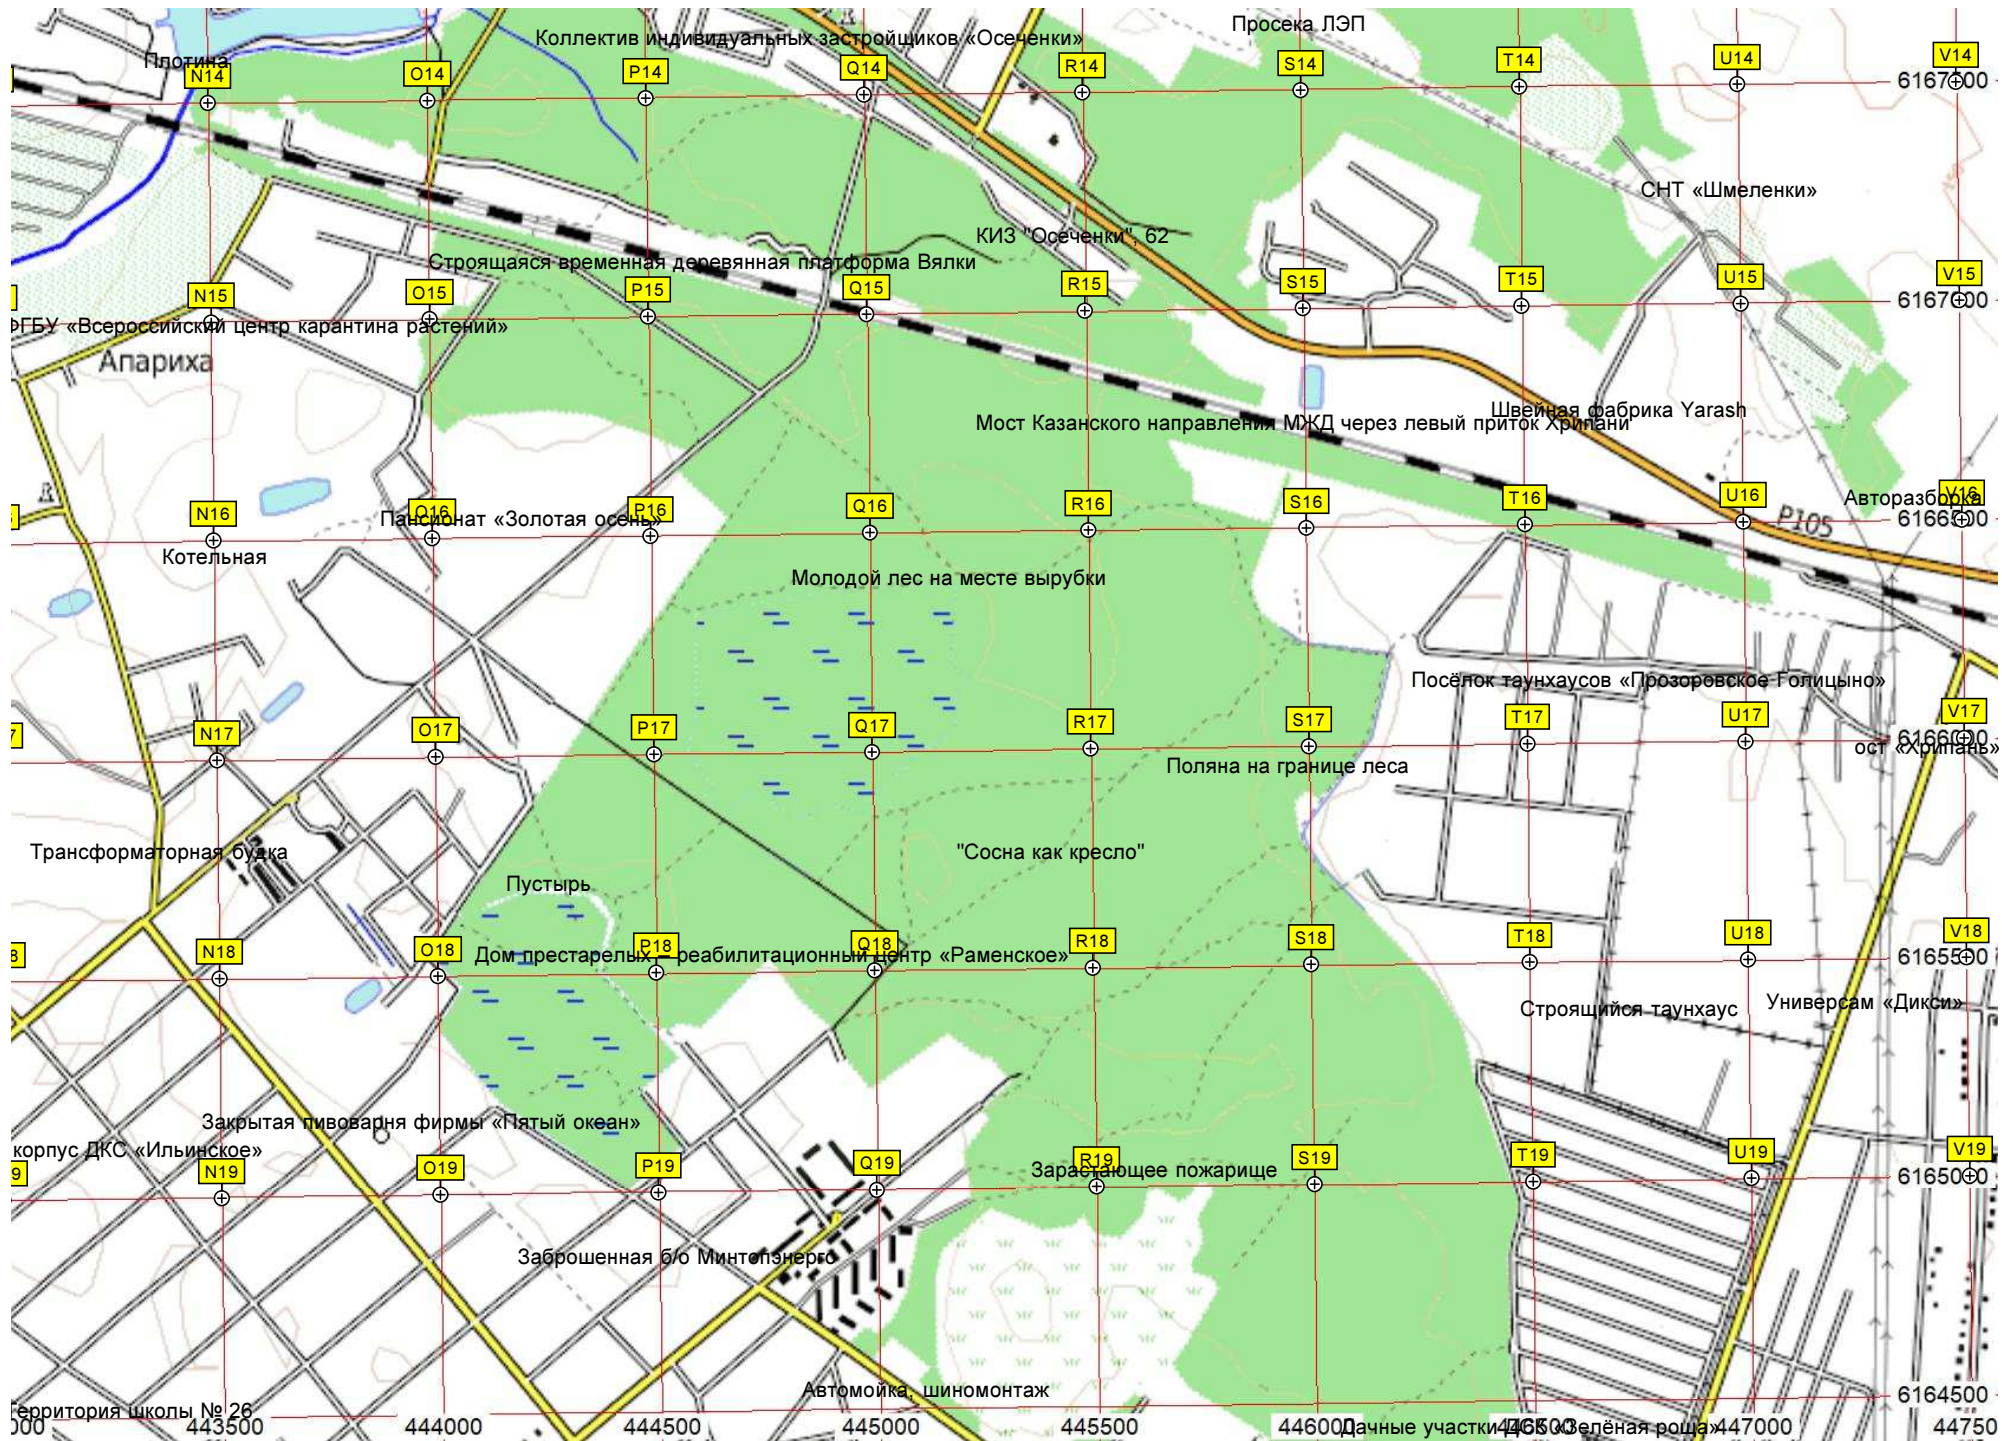 Просека ЛЭП
Коллектив индивидуальных застройщиков «Осеченки»
Плотина
N14 O14 P14 Q14 R14 S14 T14 U14 V14
СНТ «Шмеленки»
КИЗ "Осеченки", 62
Строящаяся временная деревянная платформа Вялки
N15 O15 P15 Q15 R15 S15 T15 U15 V15
ФГБУ «Всероссийский центр карантина растений»
Апариха
Швейная фабрика Yarash
Мост Казанского направления МЖД через левый приток Хрипани
N16 O16 P16 Q16 R16 S16 T16 U16 V16
Авторазборка
Пансионат «Золотая осень»
Р105
6166500
Котельная
Молодой лес на месте вырубки
Посёлок таунхаусов «Прозоровское-Голицыно»
N17 O17 P17 Q17 R17 S17 T17 U17 V17
6166000
ост «Хрипань»
Поляна на границе леса
Трансформаторная будка
"Сосна как кресло"
Пустырь
N18 O18 P18 Q18 R18 S18 T18 U18 V18
Дом престарелых – реабилитационный центр «Раменское»
6165500
Строящийся таунхаус
Универсам «Дикси»
Закрытая пивоварня фирмы «Пятый океан»
корпус ДКС «Ильинское»
N19 O19 P19 Q19 R19 S19 T19 U19 V19
Зарастающее пожарище
6165000
Заброшенная б/о Минтопэнерго
Автомойка, шиномонтаж
6164500
ерритория школы № 26
000 443500 444000 444500 445000 445500 446000 446500 447000 44750
Дачные участки ДСК «Зелёная роща»